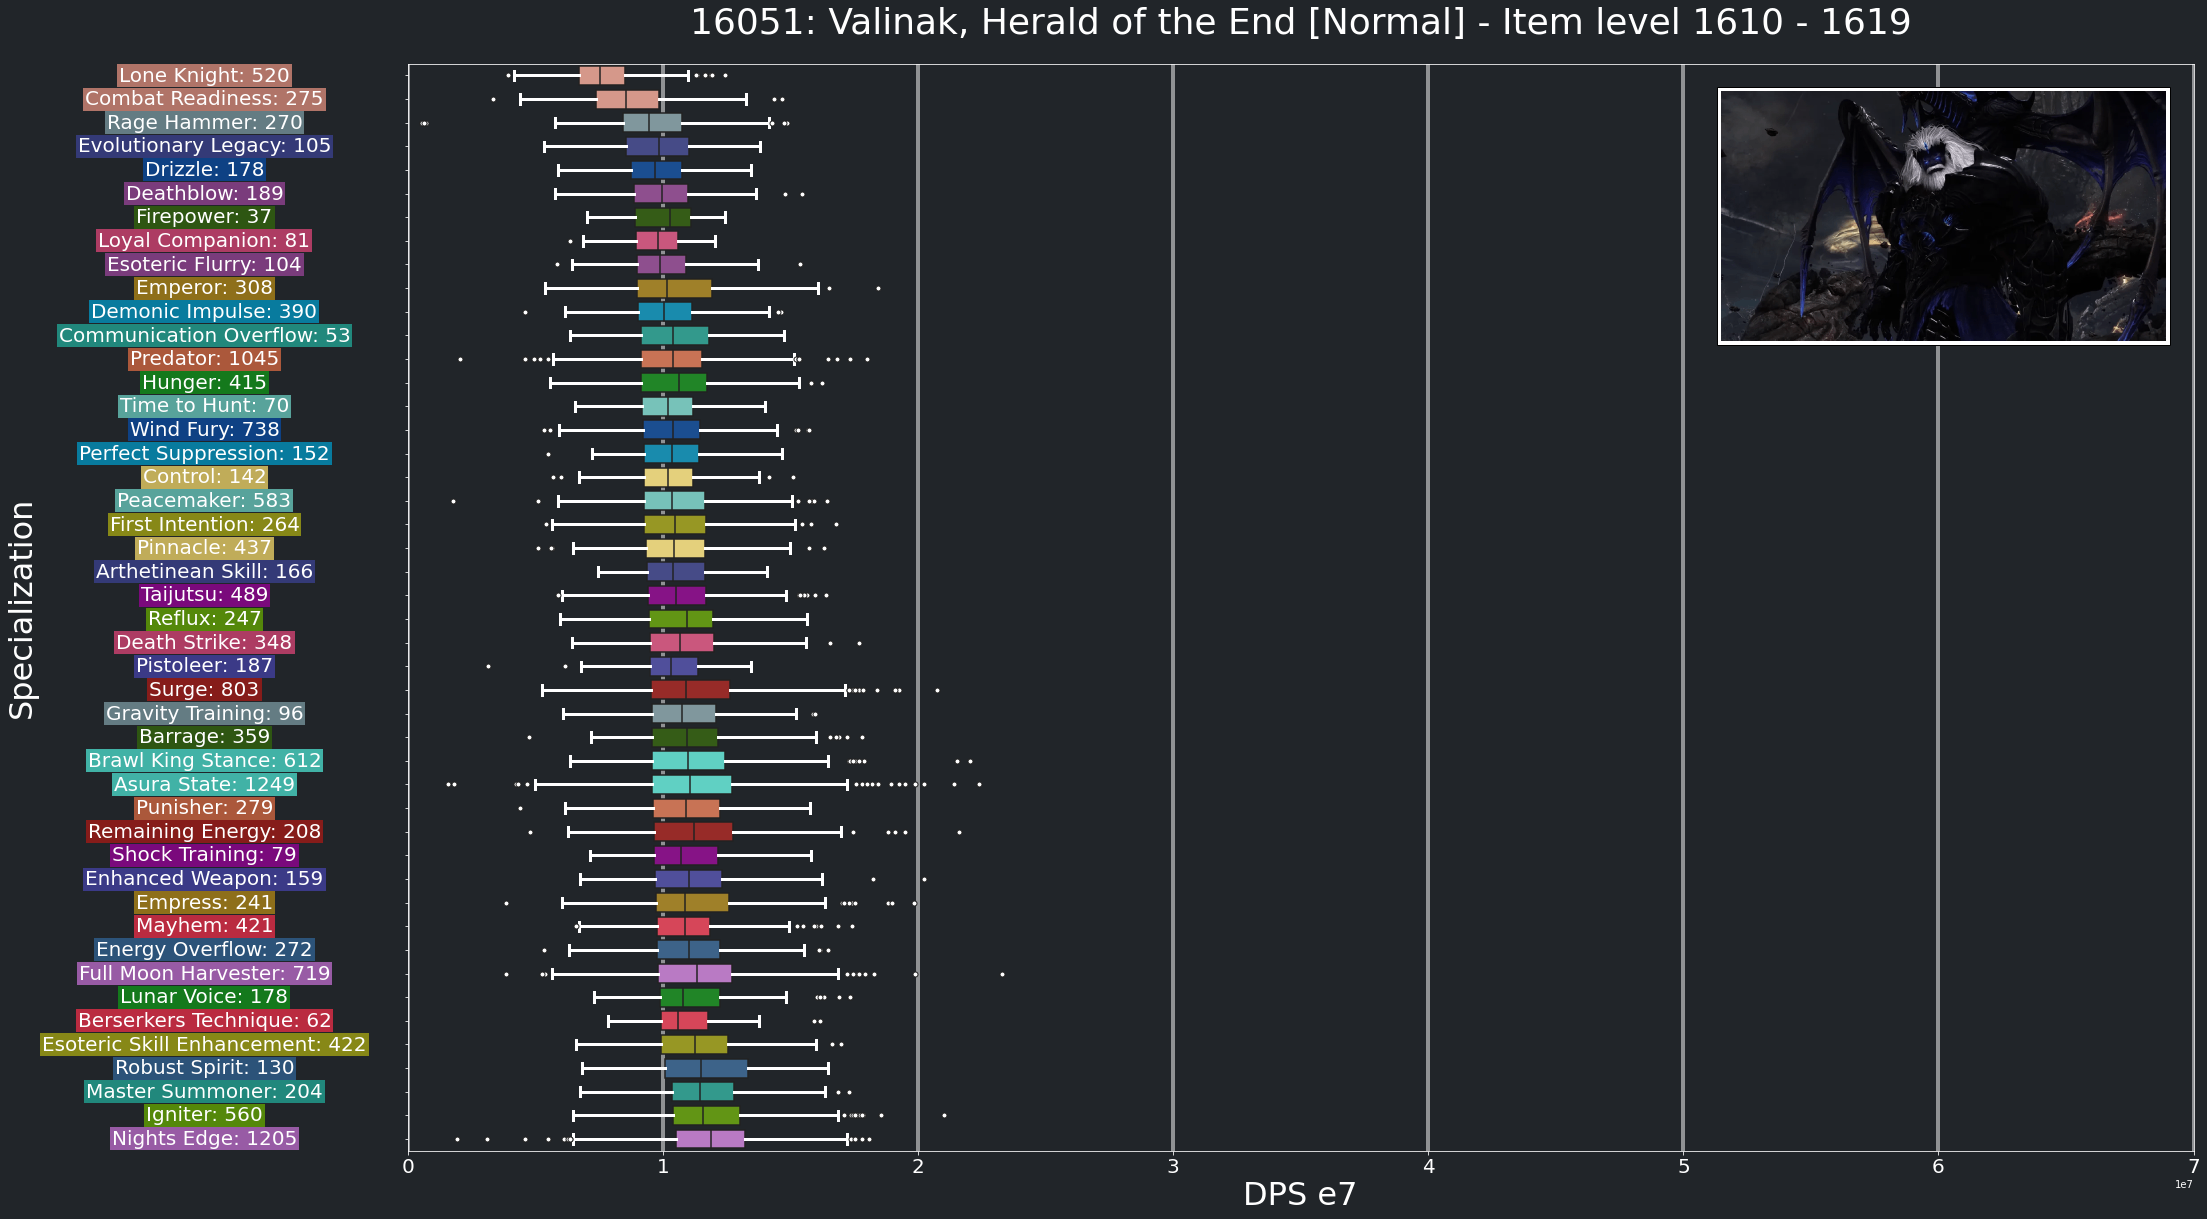 16051: Valinak, Herald of the End [Normal] - Item level 1610 - 1619
Specialization
Lone Knight: 520
Combat Readiness: 275
Rage Hammer: 270
Evolutionary Legacy: 105
Drizzle: 178
Deathblow: 189
Firepower: 37
Loyal Companion: 81
Esoteric Flurry: 104
Emperor: 308
Demonic Impulse: 390
Communication Overflow: 53
Predator: 1045
Hunger: 415
Time to Hunt: 70
Wind Fury: 738
Perfect Suppression: 152
Control: 142
Peacemaker: 583
First Intention: 264
Pinnacle: 437
Arthetinean Skill: 166
Taijutsu: 489
Reflux: 247
Death Strike: 348
Pistoleer: 187
Surge: 803
Gravity Training: 96
Barrage: 359
Brawl King Stance: 612
Asura State: 1249
Punisher: 279
Remaining Energy: 208
Shock Training: 79
Enhanced Weapon: 159
Empress: 241
Mayhem: 421
Energy Overflow: 272
Full Moon Harvester: 719
Lunar Voice: 178
Berserkers Technique: 62
Esoteric Skill Enhancement: 422
Robust Spirit: 130
Master Summoner: 204
Igniter: 560
Nights Edge: 1205
0 1 2 3 4 5 6 7
1e7
DPS e7